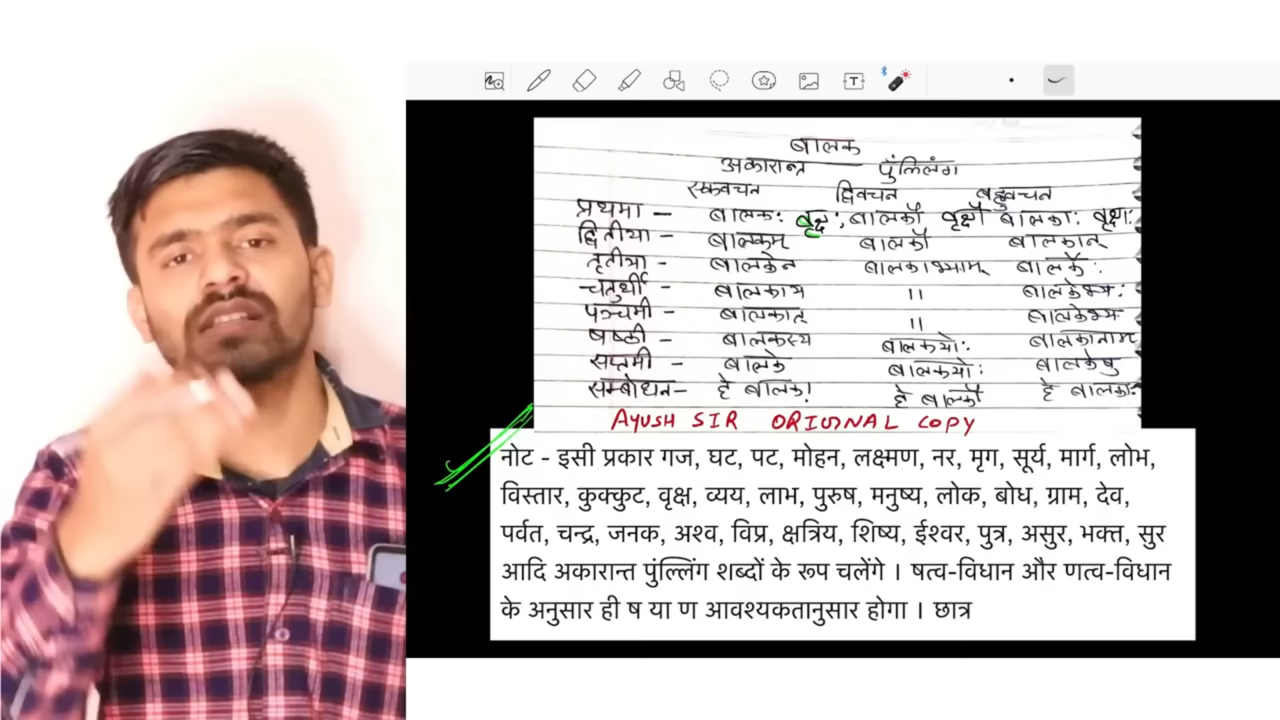 बालक
अकारान्त पुंल्लिंग
एकवचन द्विवचन बहुवचन
प्रथमा - बालकः वृक्षः, बालकौ वृक्षौ बालकाः वृक्षाः
द्वितीया - बालकम् बालकौ बालकान्
तृतीया - बालकेन बालकाभ्याम् बालकैः
चतुर्थी - बालकाय " बालकेभ्यः
पञ्चमी - बालकात् " बालकेभ्य
षष्ठी - बालकस्य बालकयोः बालकानाम्
सप्तमी - बालके बालकयोः बालकेषु
सम्बोधन - हे बालक! हे बालकौ हे बालकाः
AYUSH SIR ORIGINAL COPY
नोट - इसी प्रकार गज, घट, पट, मोहन, लक्ष्मण, नर, मृग, सूर्य, मार्ग, लोभ,
विस्तार, कुक्कुट, वृक्ष, व्यय, लाभ, पुरुष, मनुष्य, लोक, बोध, ग्राम, देव,
पर्वत, चन्द्र, जनक, अश्व, विप्र, क्षत्रिय, शिष्य, ईश्वर, पुत्र, असुर, भक्त, सुर
आदि अकारान्त पुंल्लिंग शब्दों के रूप चलेंगे । षत्व-विधान और णत्व-विधान
के अनुसार ही ष या ण आवश्यकतानुसार होगा । छात्र